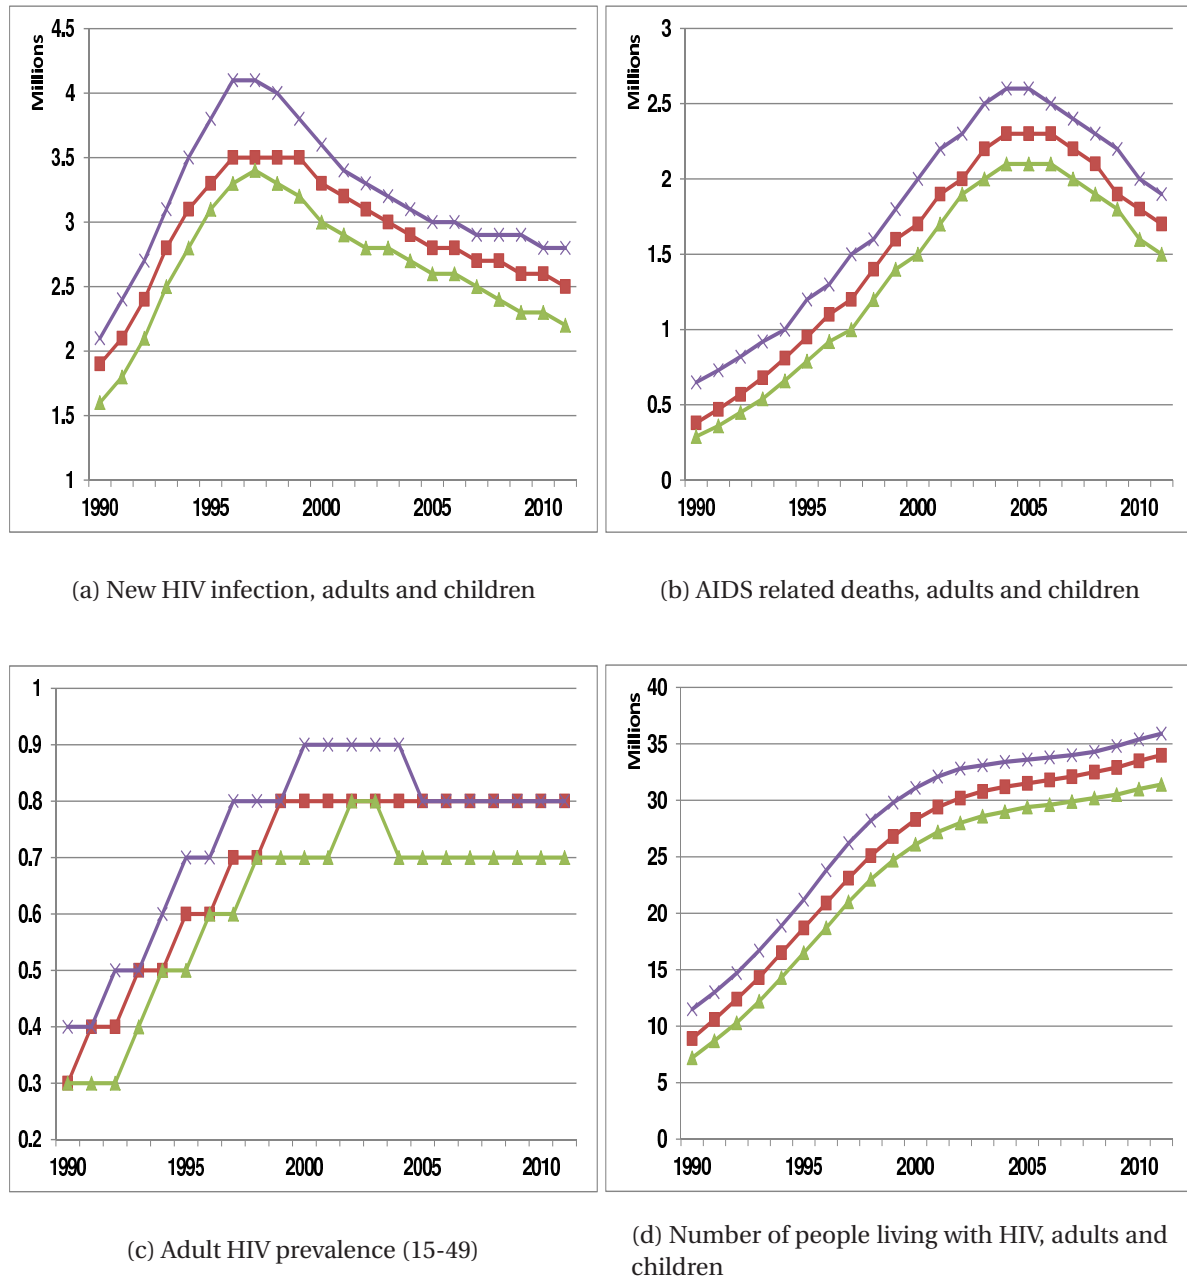 4.5
4
3.5
3
2.5
2
1.5
1
Millions
1990 1995 2000 2005 2010
3
2.5
2
1.5
1
0.5
0
Millions
1990 1995 2000 2005 2010
(a) New HIV infection, adults and children
(b) AIDS related deaths, adults and children
1
0.9
0.8
0.7
0.6
0.5
0.4
0.3
0.2
1990 1995 2000 2005 2010
40
35
30
25
20
15
10
5
0
Millions
1990 1995 2000 2005 2010
(c) Adult HIV prevalence (15-49)
(d) Number of people living with HIV, adults and
children